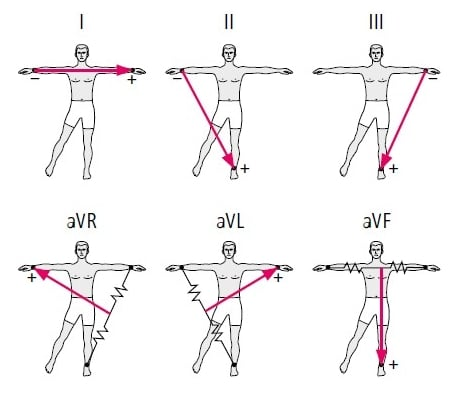 I II III
− + − + − +
aVR aVL aVF
+ + +